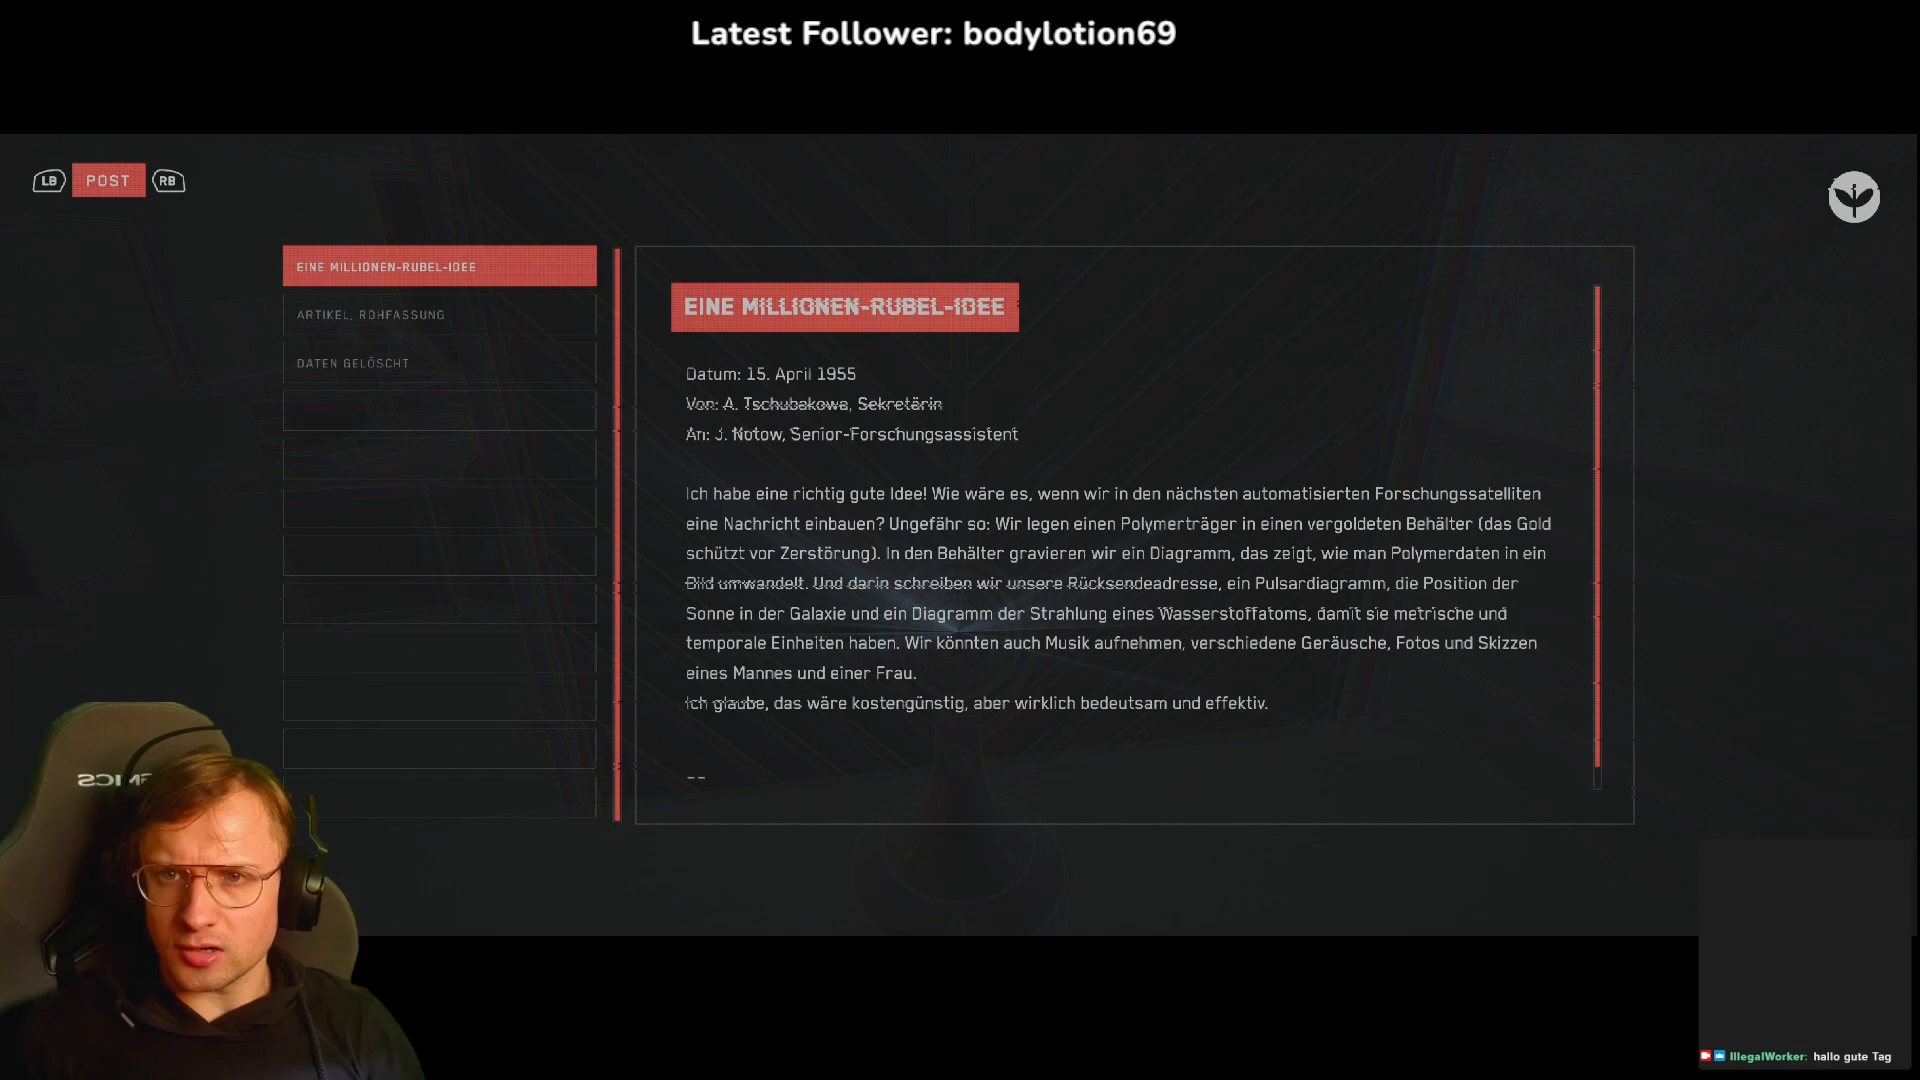 Latest Follower: bodylotion69
LB POST RB
EINE MILLIONEN-RUBEL-IDEE
ARTIKEL, ROHFASSUNG
DATEN GELÖSCHT
EINE MILLIONEN-RUBEL-IDEE
Datum: 15. April 1955
Von: A. Tschubakowa, Sekretärin
An: J. Notow, Senior-Forschungsassistent
Ich habe eine richtig gute Idee! Wie wäre es, wenn wir in den nächsten automatisierten Forschungssatelliten
eine Nachricht einbauen? Ungefähr so: Wir legen einen Polymerträger in einen vergoldeten Behälter (das Gold
schützt vor Zerstörung). In den Behälter gravieren wir ein Diagramm, das zeigt, wie man Polymerdaten in ein
Bild umwandelt. Und darin schreiben wir unsere Rücksendeadresse, ein Pulsardiagramm, die Position der
Sonne in der Galaxie und ein Diagramm der Strahlung eines Wasserstoffatoms, damit sie metrische und
temporale Einheiten haben. Wir könnten auch Musik aufnehmen, verschiedene Geräusche, Fotos und Skizzen
eines Mannes und einer Frau.
Ich glaube, das wäre kostengünstig, aber wirklich bedeutsam und effektiv.
--
IllegalWorker: hallo gute Tag